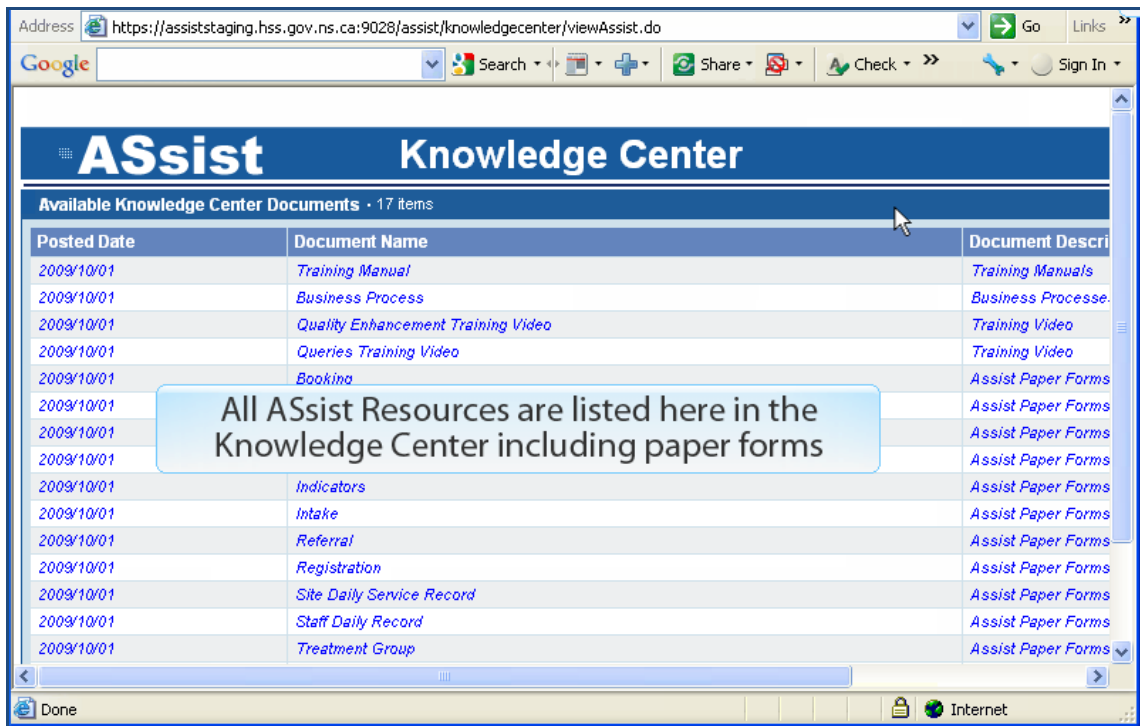 Address https://assiststaging.hss.gov.ns.ca:9028/assist/knowledgecenter/viewAssist.do Go Links »
Google Search Share Check » Sign In
ASsist Knowledge Center
Available Knowledge Center Documents · 17 items
Posted Date Document Name Document Descri
2009/10/01 Training Manual Training Manuals
2009/10/01 Business Process Business Processe
2009/10/01 Quality Enhancement Training Video Training Video
2009/10/01 Queries Training Video Training Video
2009/10/01 Booking Assist Paper Forms
2009/10/01 Assist Paper Forms
2009/10/01 Assist Paper Forms
2009/10/01 Assist Paper Forms
All ASsist Resources are listed here in the
Knowledge Center including paper forms
2009/10/01 Indicators Assist Paper Forms
2009/10/01 Intake Assist Paper Forms
2009/10/01 Referral Assist Paper Forms
2009/10/01 Registration Assist Paper Forms
2009/10/01 Site Daily Service Record Assist Paper Forms
2009/10/01 Staff Daily Record Assist Paper Forms
2009/10/01 Treatment Group Assist Paper Forms
Done Internet